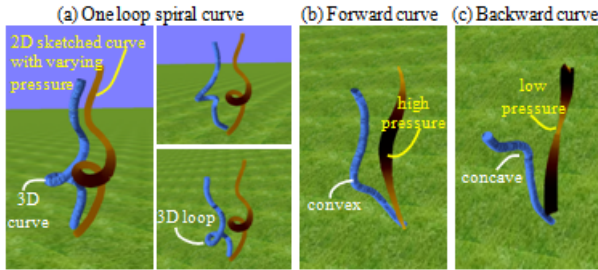 (a) One loop spiral curve
(b) Forward curve
(c) Backward curve
2D sketched curve
with varying
pressure
3D
curve
3D loop
high
pressure
convex
low
pressure
concave